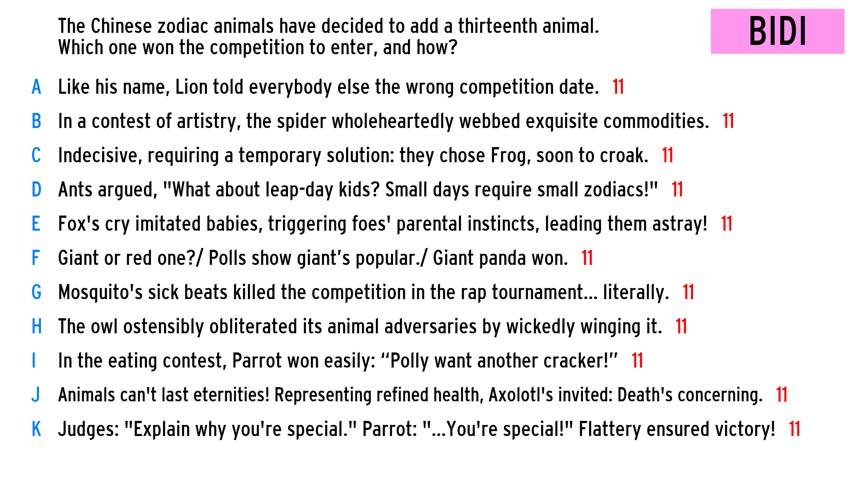 The Chinese zodiac animals have decided to add a thirteenth animal.
Which one won the competition to enter, and how?
BIDI
A Like his name, Lion told everybody else the wrong competition date. 11
B In a contest of artistry, the spider wholeheartedly webbed exquisite commodities. 11
C Indecisive, requiring a temporary solution: they chose Frog, soon to croak. 11
D Ants argued, "What about leap-day kids? Small days require small zodiacs!" 11
E Fox's cry imitated babies, triggering foes' parental instincts, leading them astray! 11
F Giant or red one?/ Polls show giant’s popular./ Giant panda won. 11
G Mosquito's sick beats killed the competition in the rap tournament... literally. 11
H The owl ostensibly obliterated its animal adversaries by wickedly winging it. 11
I In the eating contest, Parrot won easily: “Polly want another cracker!” 11
J Animals can't last eternities! Representing refined health, Axolotl's invited: Death's concerning. 11
K Judges: "Explain why you're special." Parrot: "...You're special!" Flattery ensured victory! 11